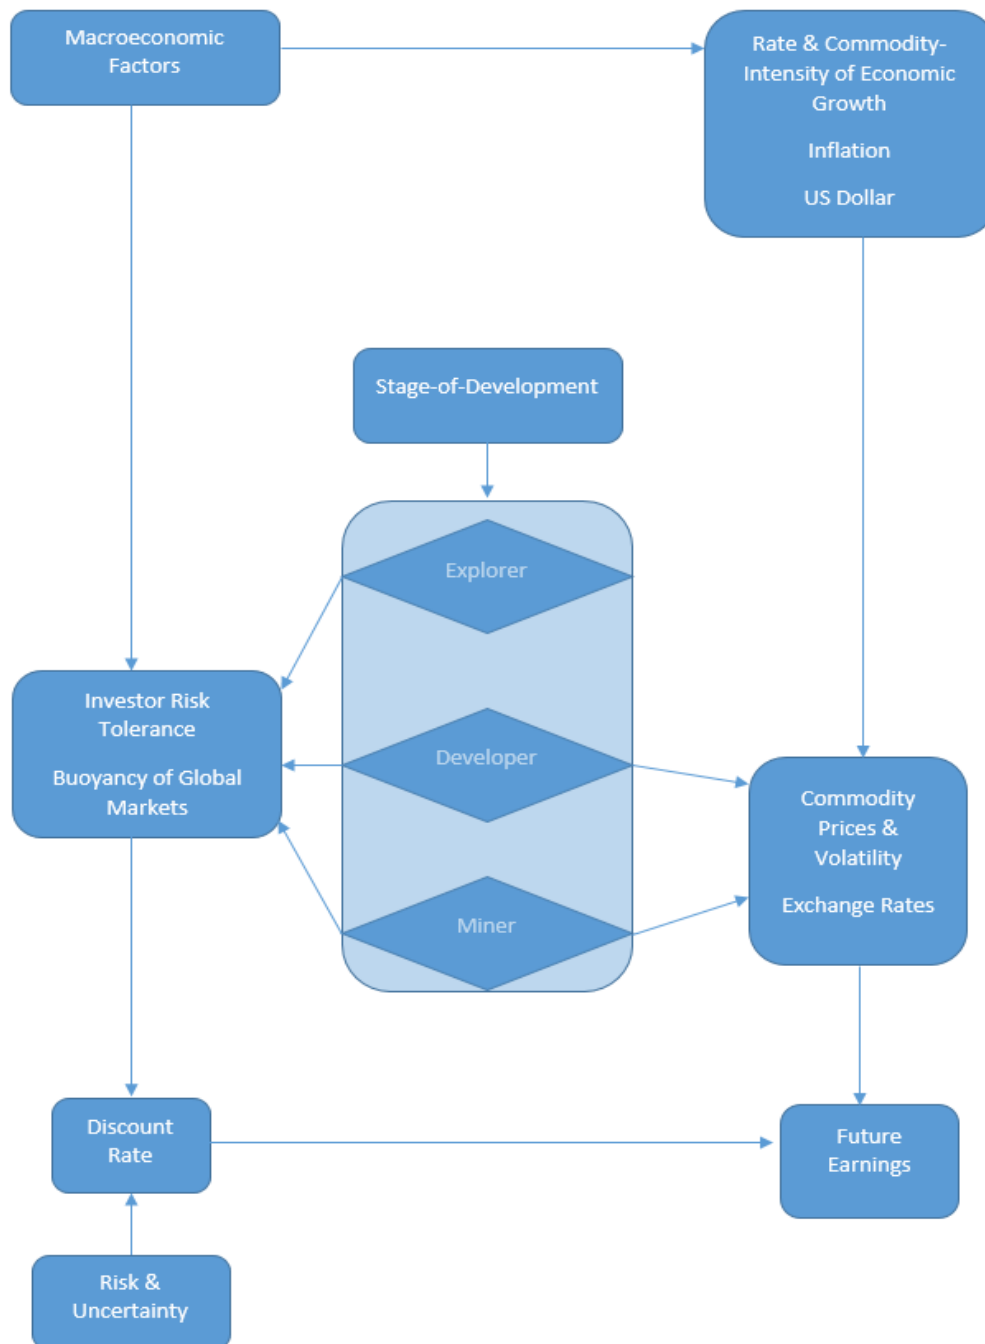 Macroeconomic
Factors
Rate & Commodity-
Intensity of Economic
Growth
Inflation
US Dollar
Stage-of-Development
Explorer
Investor Risk
Tolerance
Buoyancy of Global
Markets
Developer
Commodity
Prices &
Volatility
Exchange Rates
Miner
Discount
Rate
Future
Earnings
Risk &
Uncertainty